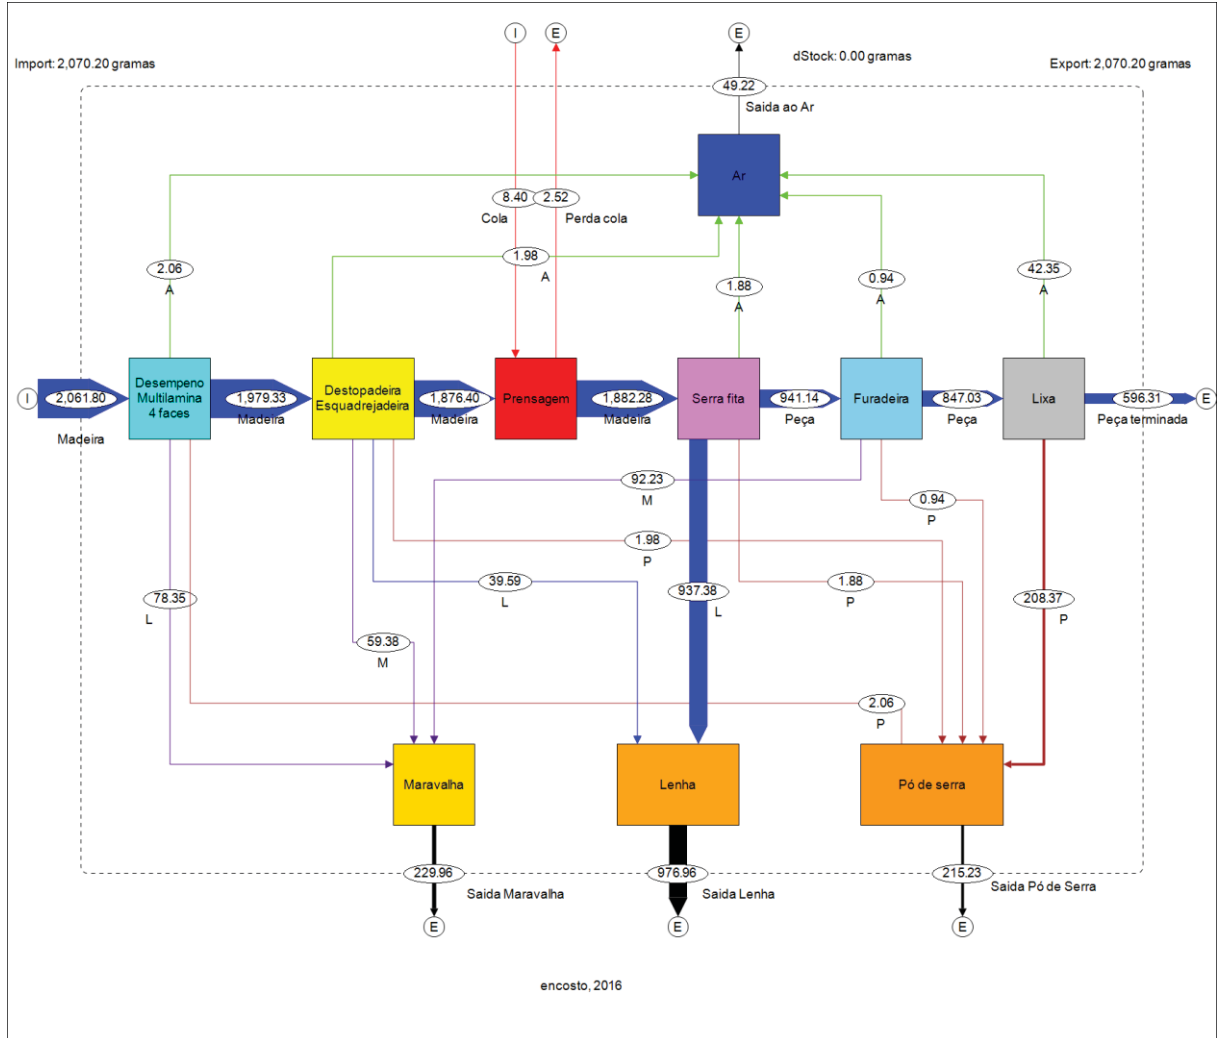 I
E
E
Import: 2,070.20 gramas
dStock: 0.00 gramas
Export: 2,070.20 gramas
49.22
Saida ao Ar
Ar
8.40
2.52
Cola
Perda cola
2.06
A
1.98
A
1.88
A
0.94
A
42.35
A
I
2,061.80
Madeira
Desempeno
Multilamina
4 faces
1,979.33
Madeira
Destopadeira
Esquadrejadeira
1,876.40
Madeira
Prensagem
1,882.28
Madeira
Serra fita
941.14
Peça
Furadeira
847.03
Peça
Lixa
596.31
Peça terminada
E
92.23
M
0.94
P
1.98
P
78.35
L
39.59
L
937.38
L
1.88
P
208.37
P
59.38
M
2.06
P
Maravalha
Lenha
Pó de serra
229.96
Saida Maravalha
976.96
Saida Lenha
215.23
Saida Pó de Serra
E
E
E
encosto, 2016